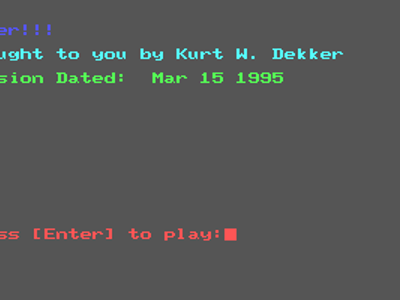 er!!!
ught to you by Kurt W. Dekker
sion Dated: Mar 15 1995
ss [Enter] to play: